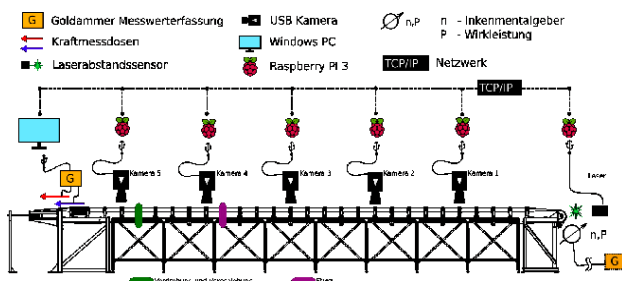 G Goldammer Messwerterfassung
Kraftmessdosen
Laserabstandssensor
USB Kamera
Windows PC
Raspberry PI 3
n,P
n - Inkenmentalgeber
P - Wirkleistung
TCP/IP Netzwerk
TCP/IP
Kamera 5
Kamera 4
Kamera 3
Kamera 2
Kamera 1
Laser
G
n,P
G